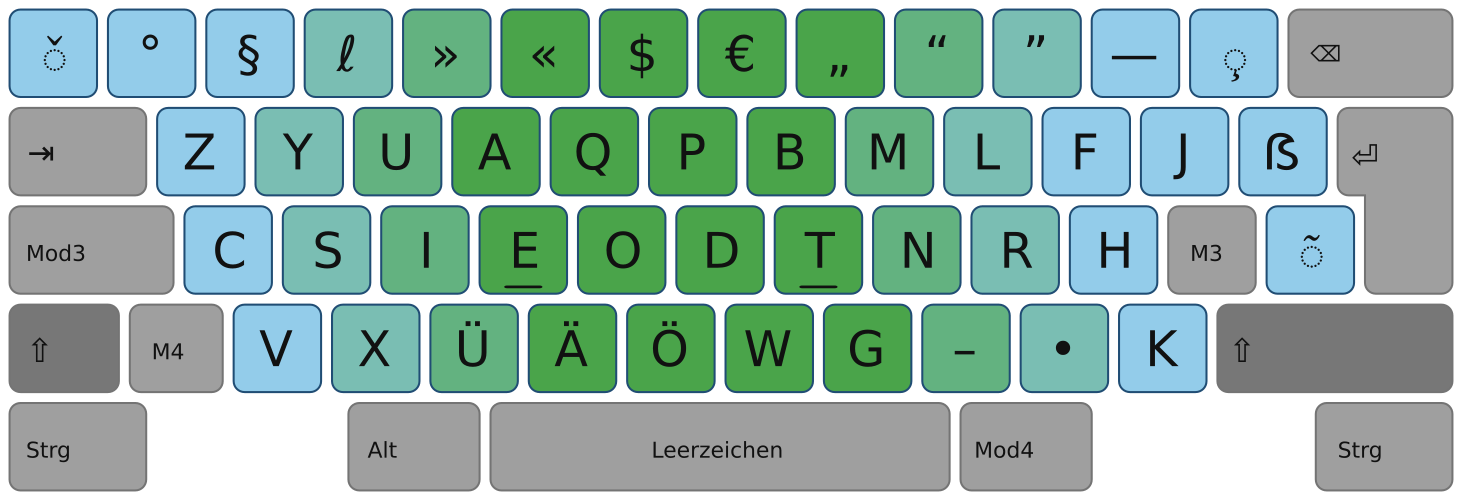 ◌̌ ° § ℓ » « $ € „ “ ” — ◌̧ ⌫
⇥ Z Y U A Q P B M L F J ẞ ⏎
Mod3 C S I E O D T N R H M3 ◌̃
⇧ M4 V X Ü Ä Ö W G – • K ⇧
Strg Alt Leerzeichen Mod4 Strg